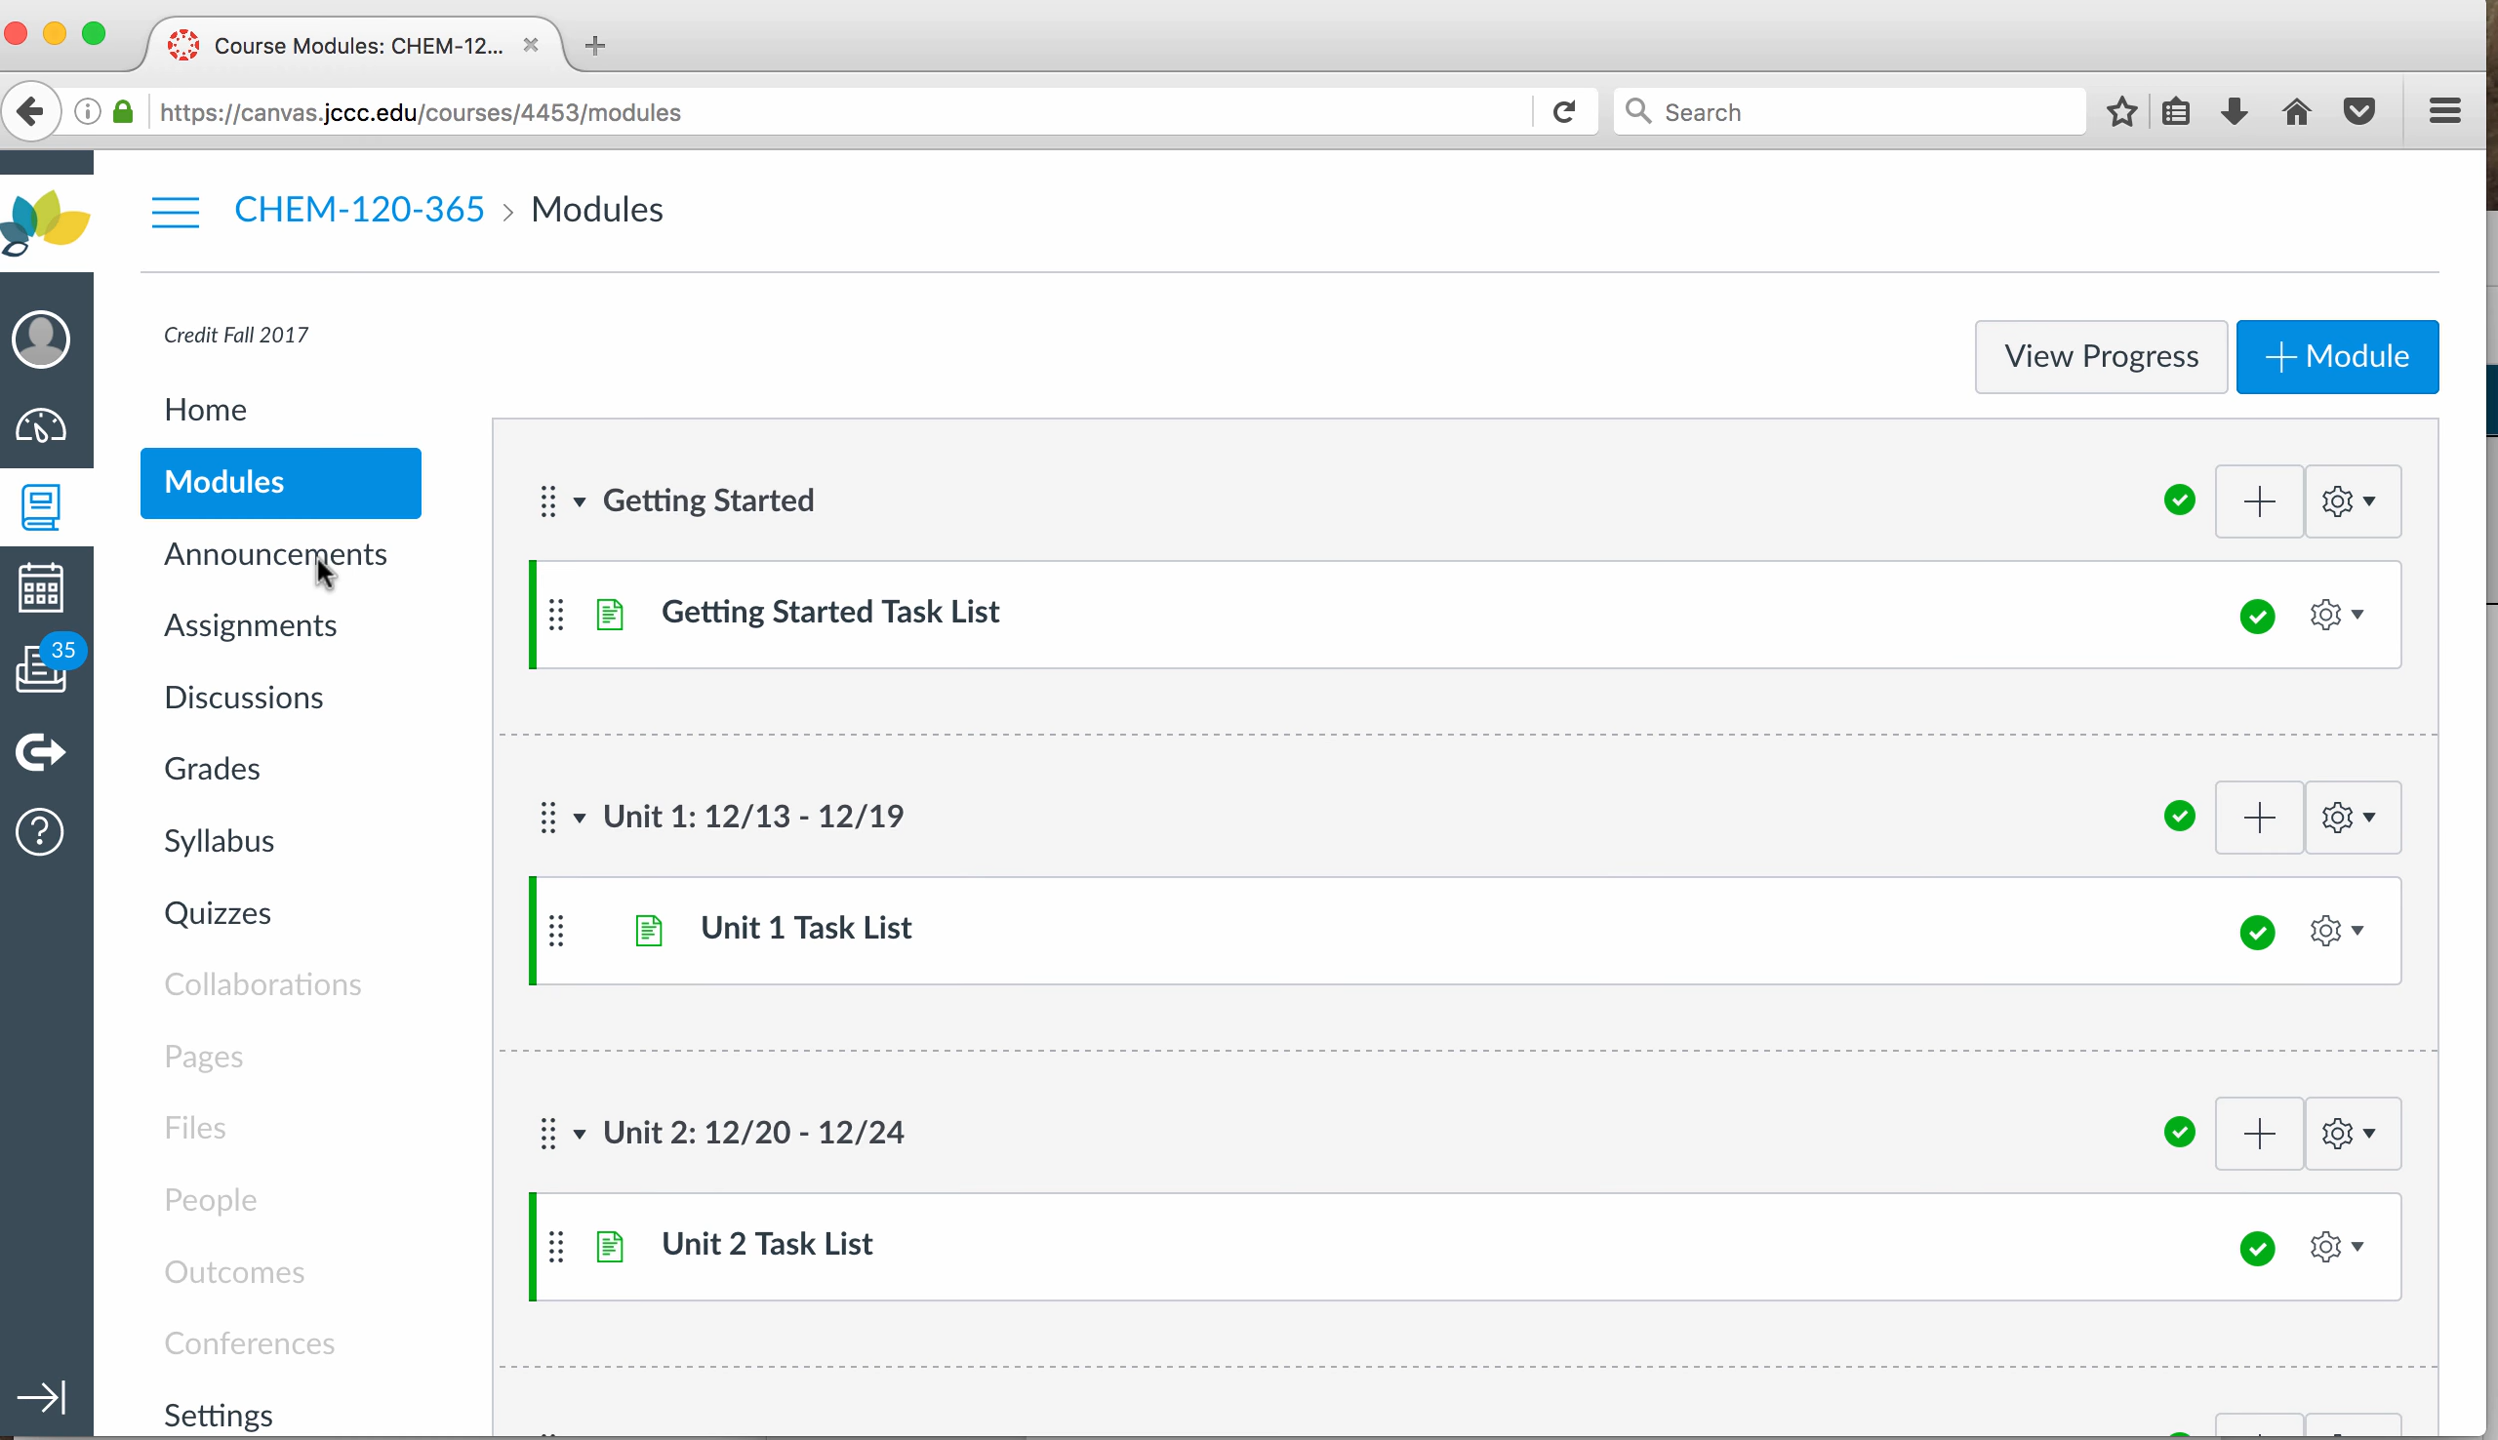 Course Modules: CHEM-12...
https://canvas.jccc.edu/courses/4453/modules
Search
CHEM-120-365 > Modules
Credit Fall 2017
View Progress
+ Module
Home
Modules
Announcements
Assignments
35
Discussions
Grades
Syllabus
Quizzes
Collaborations
Pages
Files
People
Outcomes
Conferences
Settings
Getting Started
Getting Started Task List
Unit 1: 12/13 - 12/19
Unit 1 Task List
Unit 2: 12/20 - 12/24
Unit 2 Task List